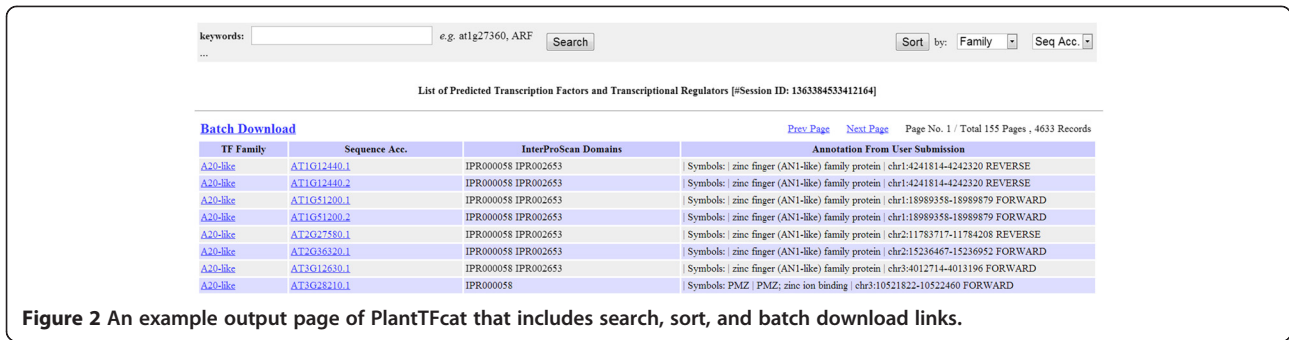 keywords: e.g. at1g27360, ARF Search Sort by: Family Seq Acc.
...
List of Predicted Transcription Factors and Transcriptional Regulators [#Session ID: 1363384533412164]
Batch Download Prev Page Next Page Page No. 1 / Total 155 Pages , 4633 Records
TF Family Sequence Acc. InterProScan Domains Annotation From User Submission
A20-like AT1G12440.1 IPR000058 IPR002653 | Symbols: | zinc finger (AN1-like) family protein | chr1:4241814-4242320 REVERSE
A20-like AT1G12440.2 IPR000058 IPR002653 | Symbols: | zinc finger (AN1-like) family protein | chr1:4241814-4242320 REVERSE
A20-like AT1G51200.1 IPR000058 IPR002653 | Symbols: | zinc finger (AN1-like) family protein | chr1:18989358-18989879 FORWARD
A20-like AT1G51200.2 IPR000058 IPR002653 | Symbols: | zinc finger (AN1-like) family protein | chr1:18989358-18989879 FORWARD
A20-like AT2G27580.1 IPR000058 IPR002653 | Symbols: | zinc finger (AN1-like) family protein | chr2:11783717-11784208 REVERSE
A20-like AT2G36320.1 IPR000058 IPR002653 | Symbols: | zinc finger (AN1-like) family protein | chr2:15236467-15236952 FORWARD
A20-like AT3G12630.1 IPR000058 IPR002653 | Symbols: | zinc finger (AN1-like) family protein | chr3:4012714-4013196 FORWARD
A20-like AT3G28210.1 IPR000058 | Symbols: PMZ | PMZ; zinc ion binding | chr3:10521822-10522460 FORWARD
Figure 2 An example output page of PlantTFcat that includes search, sort, and batch download links.